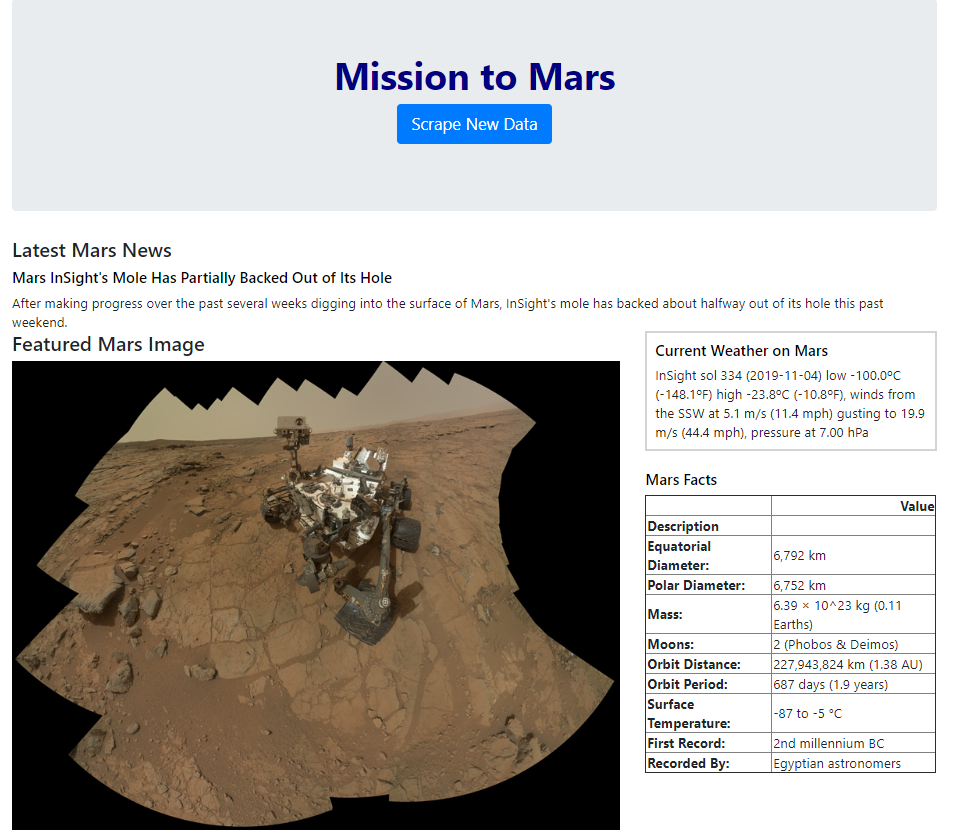 Mission to Mars
Scrape New Data
Latest Mars News
Mars InSight's Mole Has Partially Backed Out of Its Hole
After making progress over the past several weeks digging into the surface of Mars, InSight's mole has backed about halfway out of its hole this past
weekend.
Featured Mars Image
Current Weather on Mars
InSight sol 334 (2019-11-04) low -100.0ºC
(-148.1ºF) high -23.8ºC (-10.8ºF), winds from
the SSW at 5.1 m/s (11.4 mph) gusting to 19.9
m/s (44.4 mph), pressure at 7.00 hPa
Mars Facts
Value
Description
Equatorial
Diameter:
6,792 km
Polar Diameter: 6,752 km
Mass:
6.39 × 10^23 kg (0.11
Earths)
Moons: 2 (Phobos & Deimos)
Orbit Distance: 227,943,824 km (1.38 AU)
Orbit Period: 687 days (1.9 years)
Surface
Temperature:
-87 to -5 °C
First Record: 2nd millennium BC
Recorded By: Egyptian astronomers